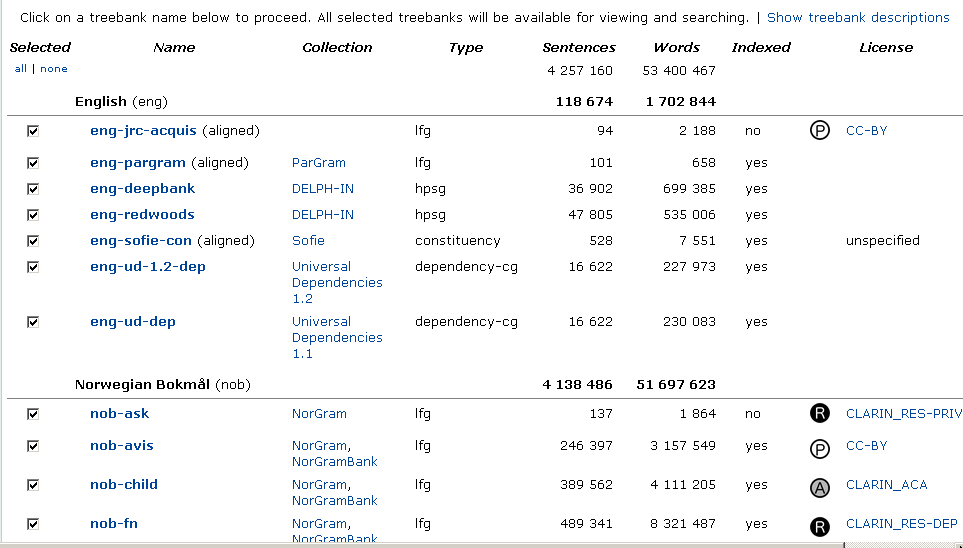 Click on a treebank name below to proceed. All selected treebanks will be available for viewing and searching. | Show treebank descriptions
Selected Name Collection Type Sentences Words Indexed License
all | none 4 257 160 53 400 467
English (eng) 118 674 1 702 844
eng-jrc-acquis (aligned) lfg 94 2 188 no P CC-BY
eng-pargram (aligned) ParGram lfg 101 658 yes
eng-deepbank DELPH-IN hpsg 36 902 699 385 yes
eng-redwoods DELPH-IN hpsg 47 805 535 006 yes
eng-sofie-con (aligned) Sofie constituency 528 7 551 yes unspecified
eng-ud-1.2-dep Universal dependency-cg 16 622 227 973 yes
Dependencies
1.2
eng-ud-dep Universal dependency-cg 16 622 230 083 yes
Dependencies
1.1
Norwegian Bokmål (nob) 4 138 486 51 697 623
nob-ask NorGram lfg 137 1 864 no R CLARIN_RES-PRIV
nob-avis NorGram, lfg 246 397 3 157 549 yes P CC-BY
NorGramBank
nob-child NorGram, lfg 389 562 4 111 205 yes A CLARIN_ACA
NorGramBank
nob-fn NorGram, lfg 489 341 8 321 487 yes R CLARIN_RES-DEP
NorGramBank